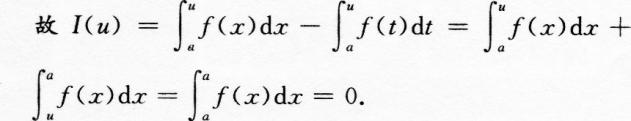 故 I(u) = ∫_a^u f(x)dx − ∫_a^u f(t)dt = ∫_a^u f(x)dx +
∫_u^a f(x)dx = ∫_a^a f(x)dx = 0.